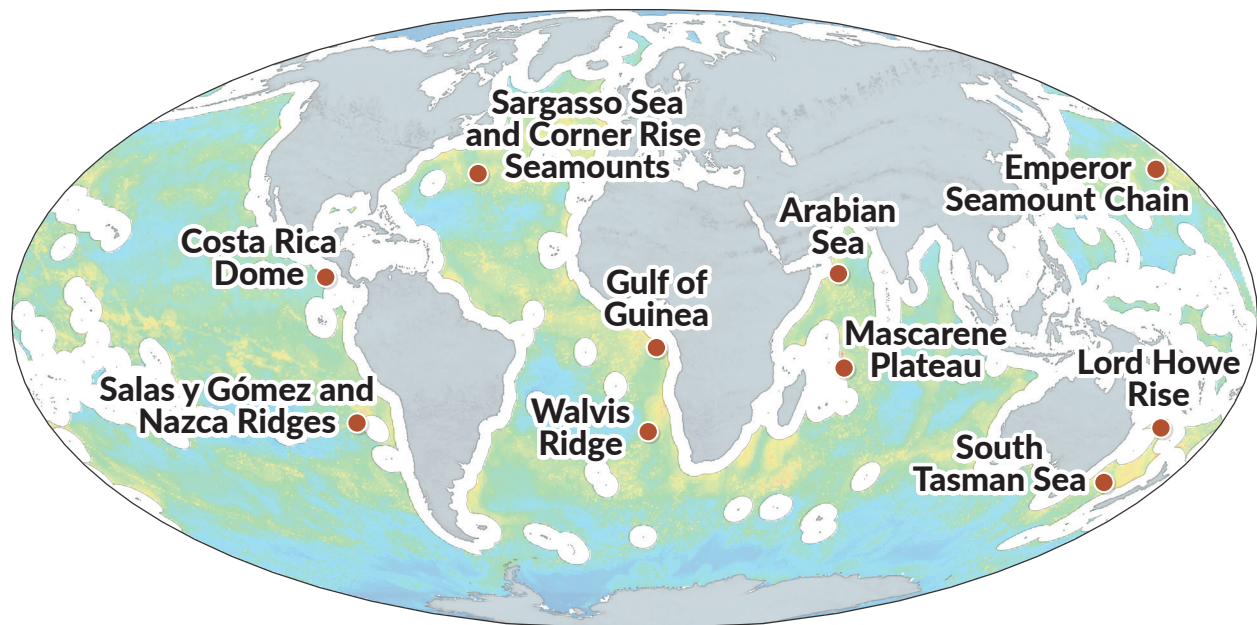 Sargasso Sea
and Corner Rise
Seamounts
Emperor
Seamount Chain
Arabian
Sea
Costa Rica
Dome
Gulf of
Guinea
Mascarene
Plateau
Lord Howe
Rise
Salas y Gómez and
Nazca Ridges
Walvis
Ridge
South
Tasman Sea